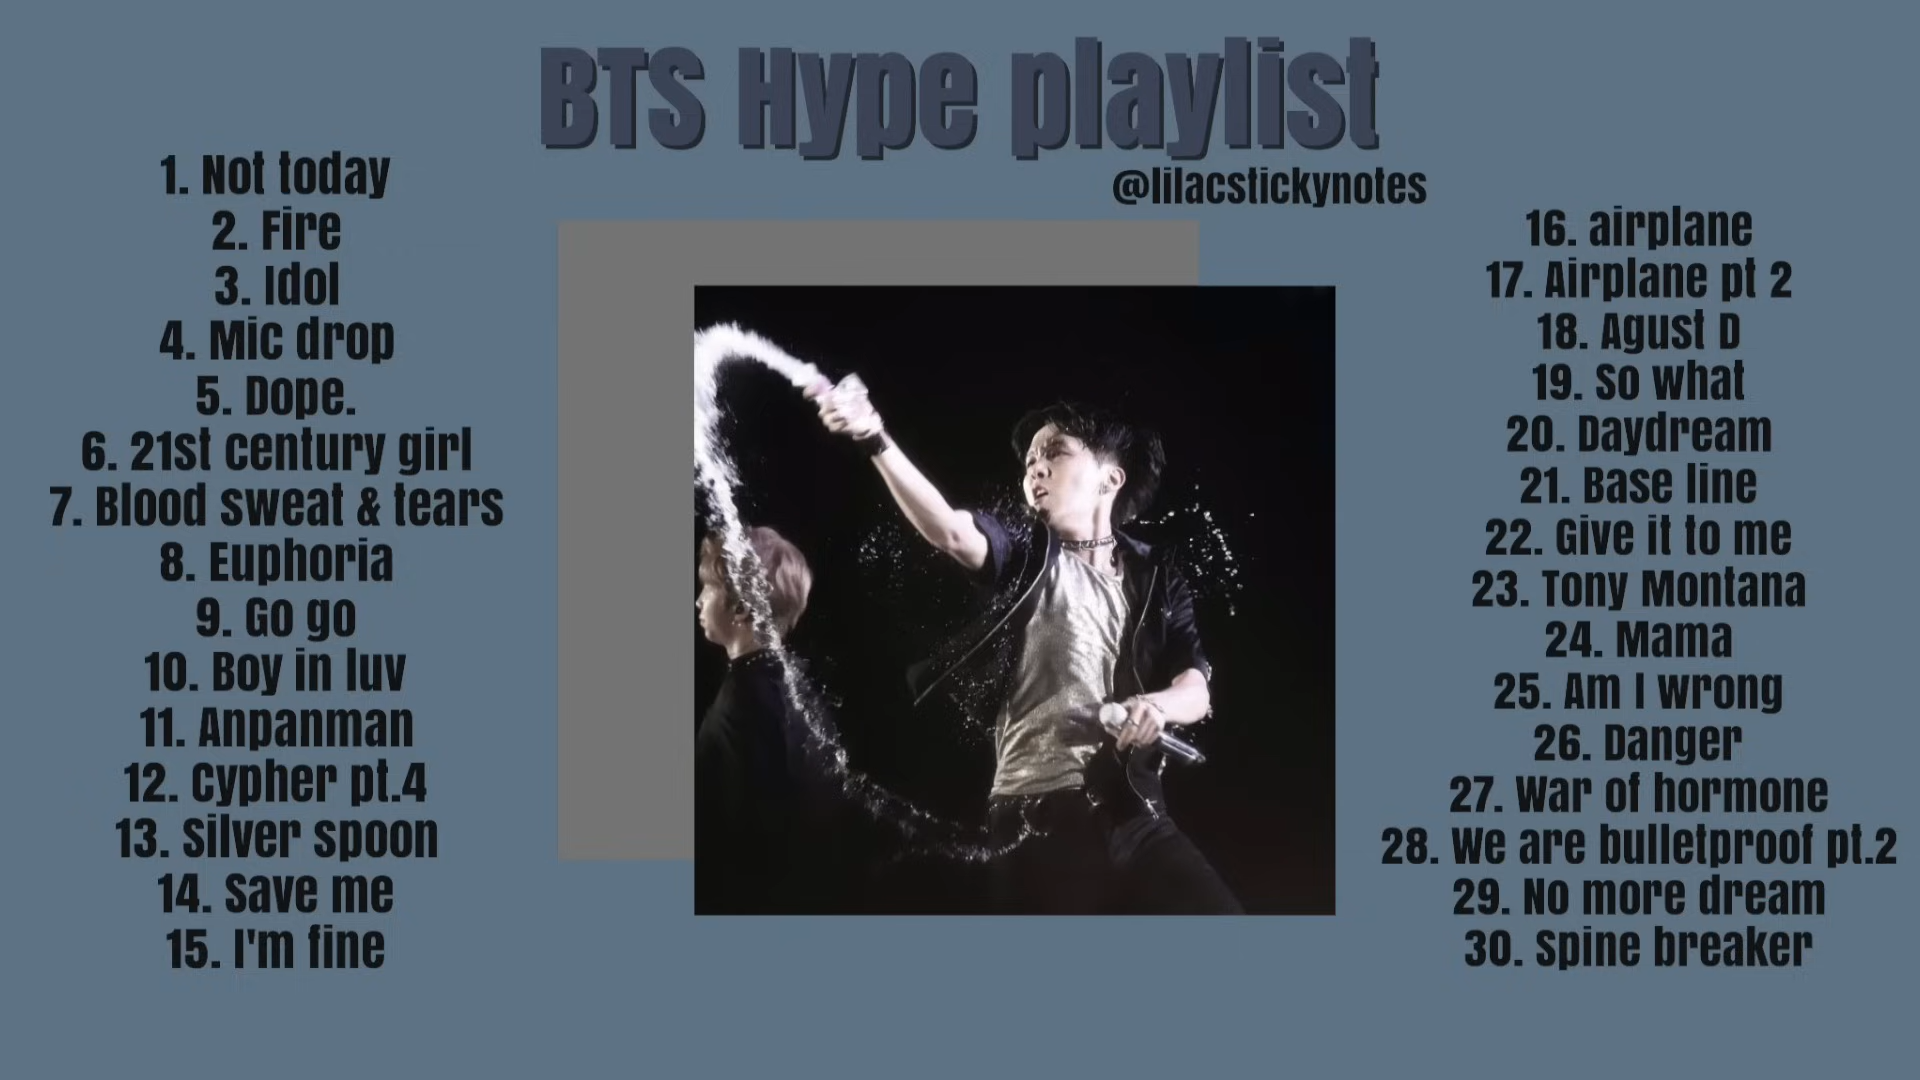 BTS Hype playlist
@lilacstickynotes
1. Not today
2. Fire
3. Idol
4. Mic drop
5. Dope.
6. 21st century girl
7. Blood sweat & tears
8. Euphoria
9. Go go
10. Boy in luv
11. Anpanman
12. Cypher pt.4
13. Silver spoon
14. Save me
15. I'm fine
16. airplane
17. Airplane pt 2
18. Agust D
19. So what
20. Daydream
21. Base line
22. Give it to me
23. Tony Montana
24. Mama
25. Am I wrong
26. Danger
27. War of hormone
28. We are bulletproof pt.2
29. No more dream
30. Spine breaker